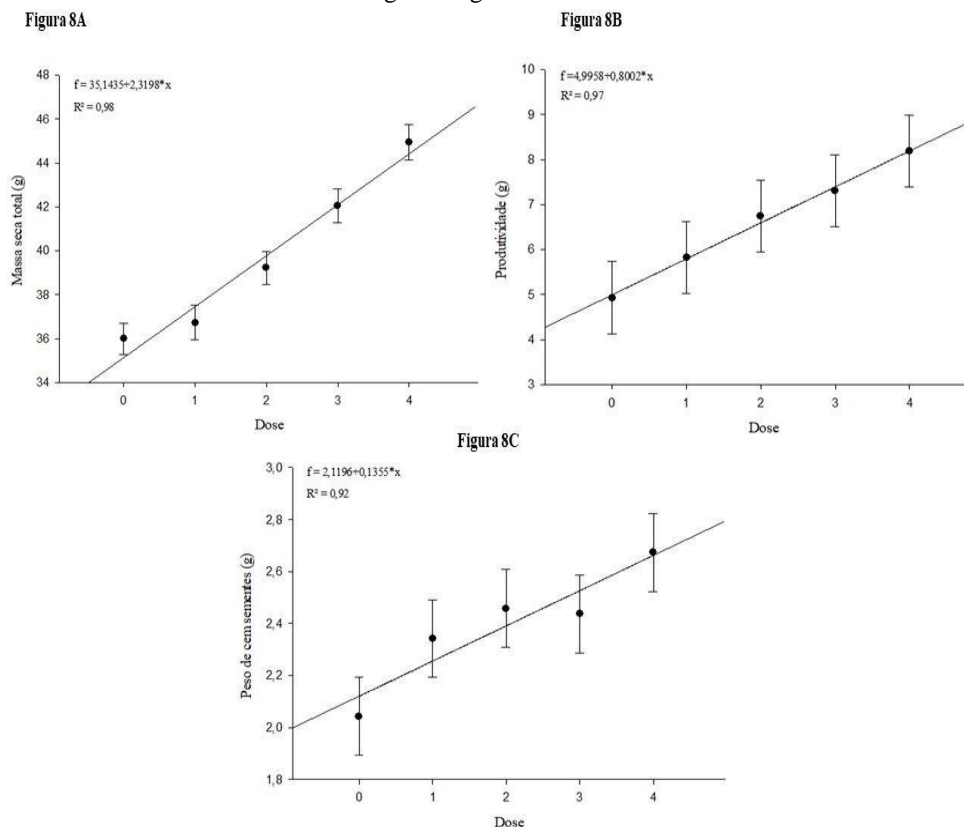 Figura 8A
f = 35,1435+2,3198*x
R² = 0,98
Massa seca total (g)
48
46
44
42
40
38
36
34
0 1 2 3 4
Dose
Figura 8B
f =4,9958+0,8002*x
R² = 0,97
Produtividade (g)
10
9
8
7
6
5
4
3
0 1 2 3 4
Dose
Figura 8C
f = 2,1196+0,1355*x
R² = 0,92
Peso de cem sementes (g)
3,0
2,8
2,6
2,4
2,2
2,0
1,8
0 1 2 3 4
Dose